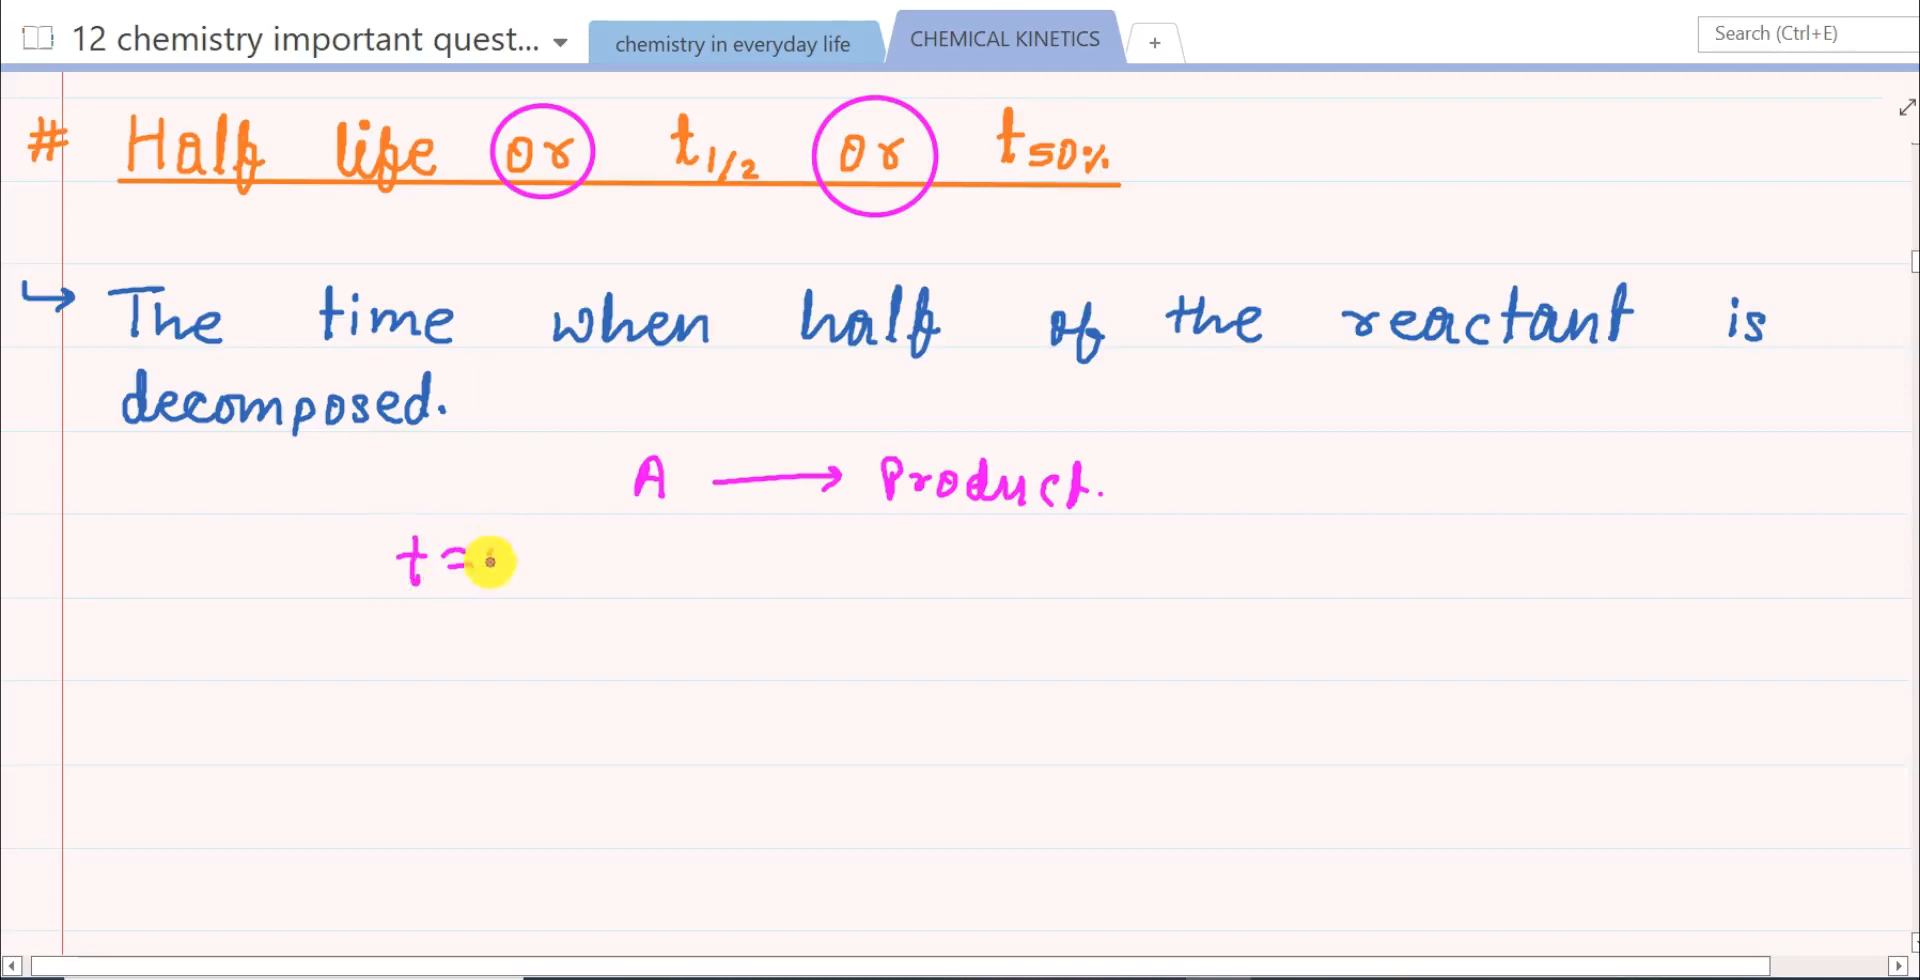 12 chemistry important quest...
chemistry in everyday life
CHEMICAL KINETICS
+
Search (Ctrl+E)
# Half life or t1/2 or t50%
↳ The time when half of the reactant is
decomposed.
A ⟶ Product.
t =